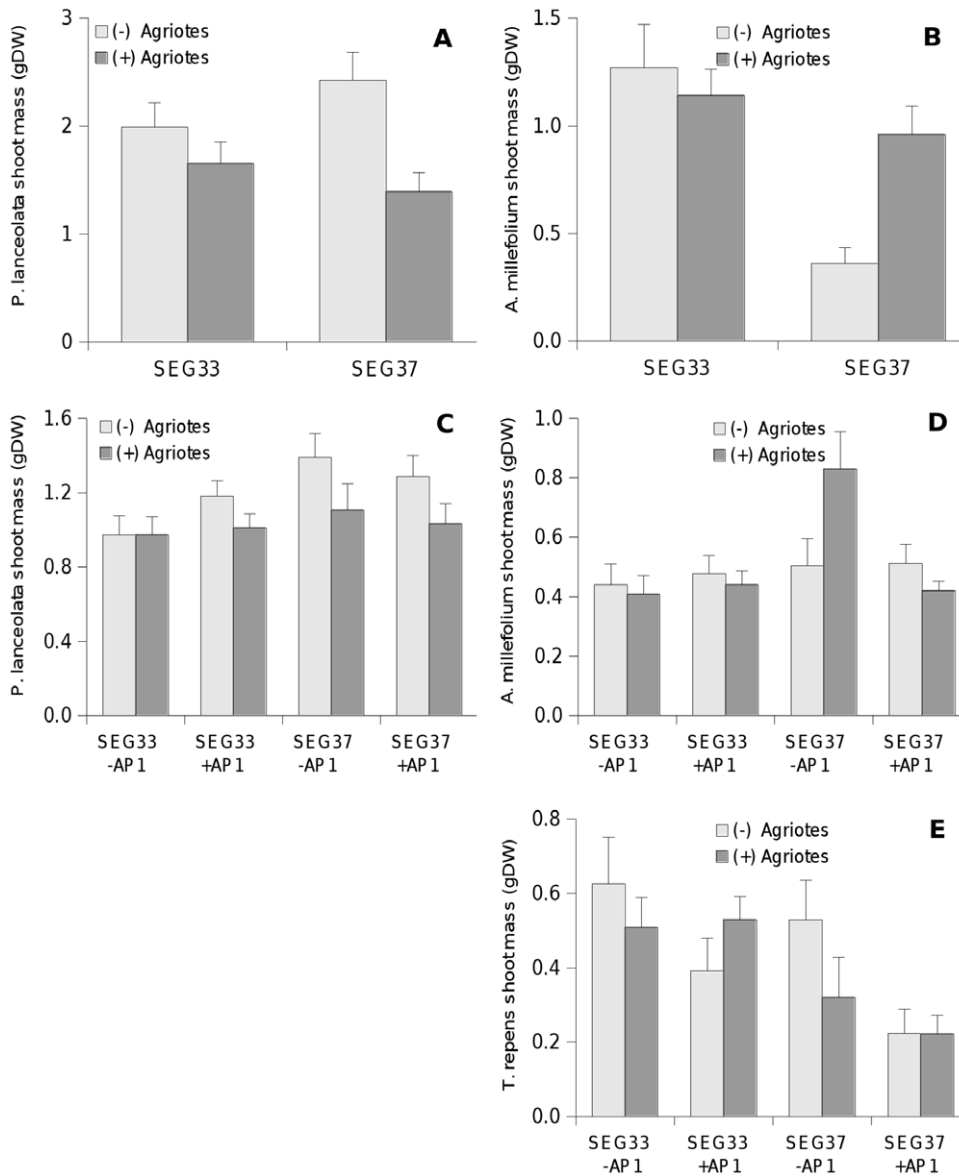 A
(-) Agriotes
(+) Agriotes
P. lanceolata shoot mass (gDW)
3
2
1
0
SEG33 SEG37
B
(-) Agriotes
(+) Agriotes
A. millefolium shoot mass (gDW)
1.5
1.0
0.5
0.0
SEG33 SEG37
C
(-) Agriotes
(+) Agriotes
P. lanceolata shoot mass (gDW)
1.6
1.2
0.8
0.4
0.0
SEG33 SEG33 SEG37 SEG37
-AP1 +AP1 -AP1 +AP1
D
(-) Agriotes
(+) Agriotes
A. millefolium shoot mass (gDW)
1.0
0.8
0.6
0.4
0.2
0.0
SEG33 SEG33 SEG37 SEG37
-AP1 +AP1 -AP1 +AP1
E
(-) Agriotes
(+) Agriotes
T. repens shoot mass (gDW)
0.8
0.6
0.4
0.2
0.0
SEG33 SEG33 SEG37 SEG37
-AP1 +AP1 -AP1 +AP1